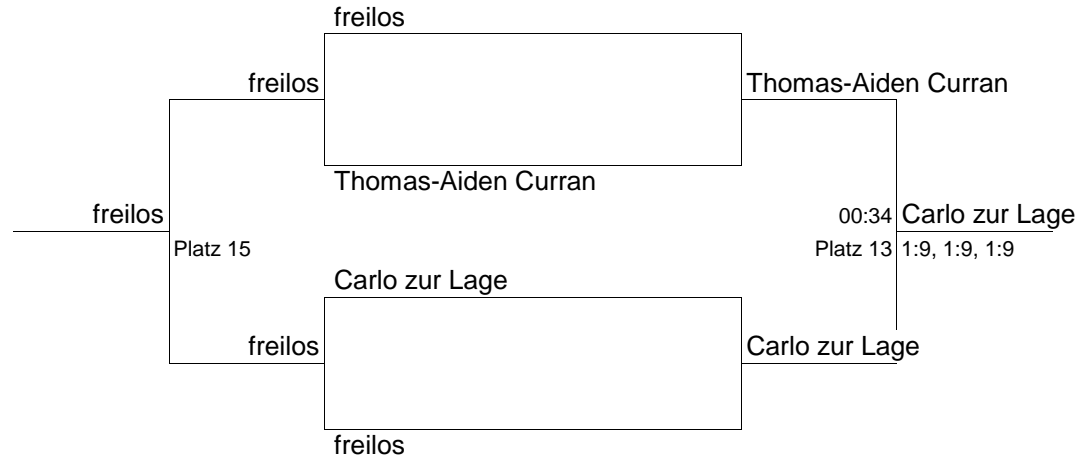 freilos
freilos
Thomas-Aiden Curran
Thomas-Aiden Curran
freilos
00:34 Carlo zur Lage
Platz 15
Platz 13 1:9, 1:9, 1:9
Carlo zur Lage
freilos
Carlo zur Lage
freilos